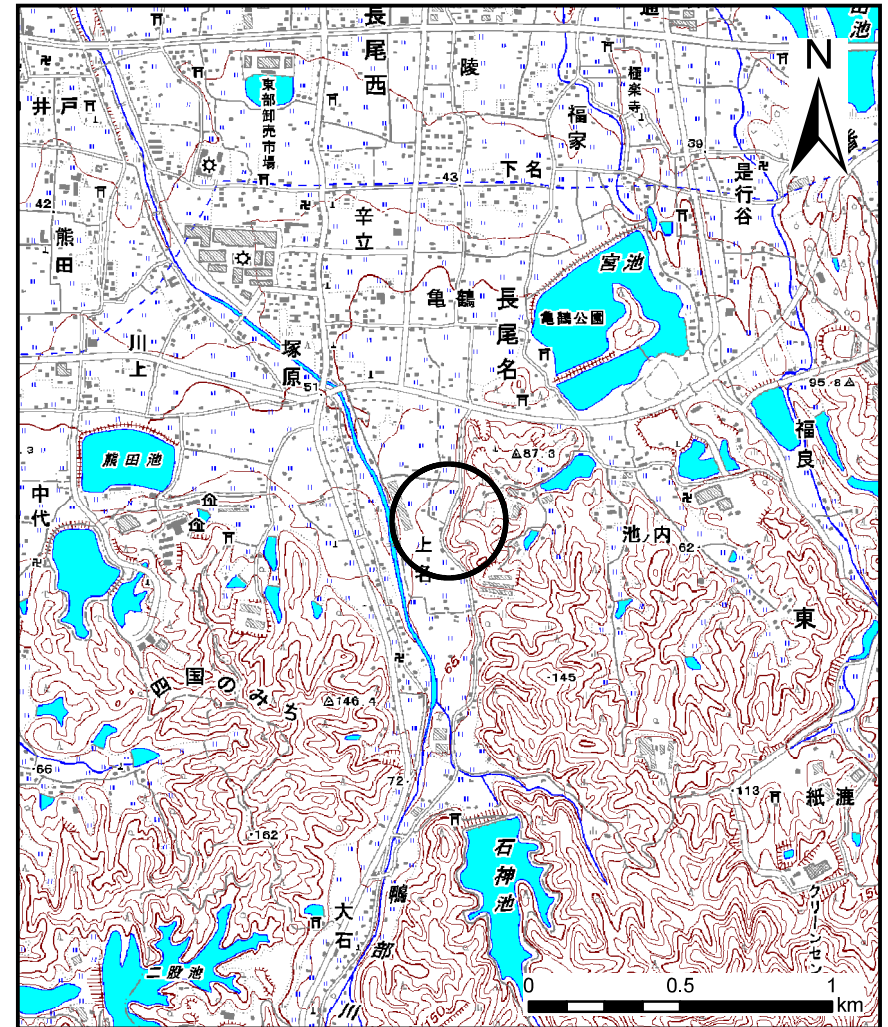 長尾西
陵
通
田池
N
井戸
東部卸売市場
福家
極楽寺
39
下名
43
是行谷
42
熊田
辛立
宮池
亀鶴
長尾名
亀鶴公園
川上
塚原
51
95.8
福良
熊田池
87.3
中代
上名
池内
62
東
四国のみち
146.4
65
145
66
72
113
紙漉
162
石神池
大石
鴨部川
クリーンセン
二股池
150
0 0.5 1
km